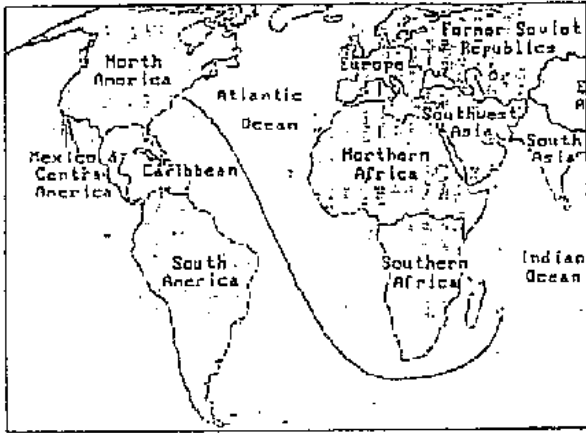 Former Soviet
Republics
North
America
Europe
Atlantic
Ocean
Southwest
Asia
South
Asia
Northern
Africa
Mexico &
Central
America
Caribbean
South
America
Southern
Africa
Indian
Ocean